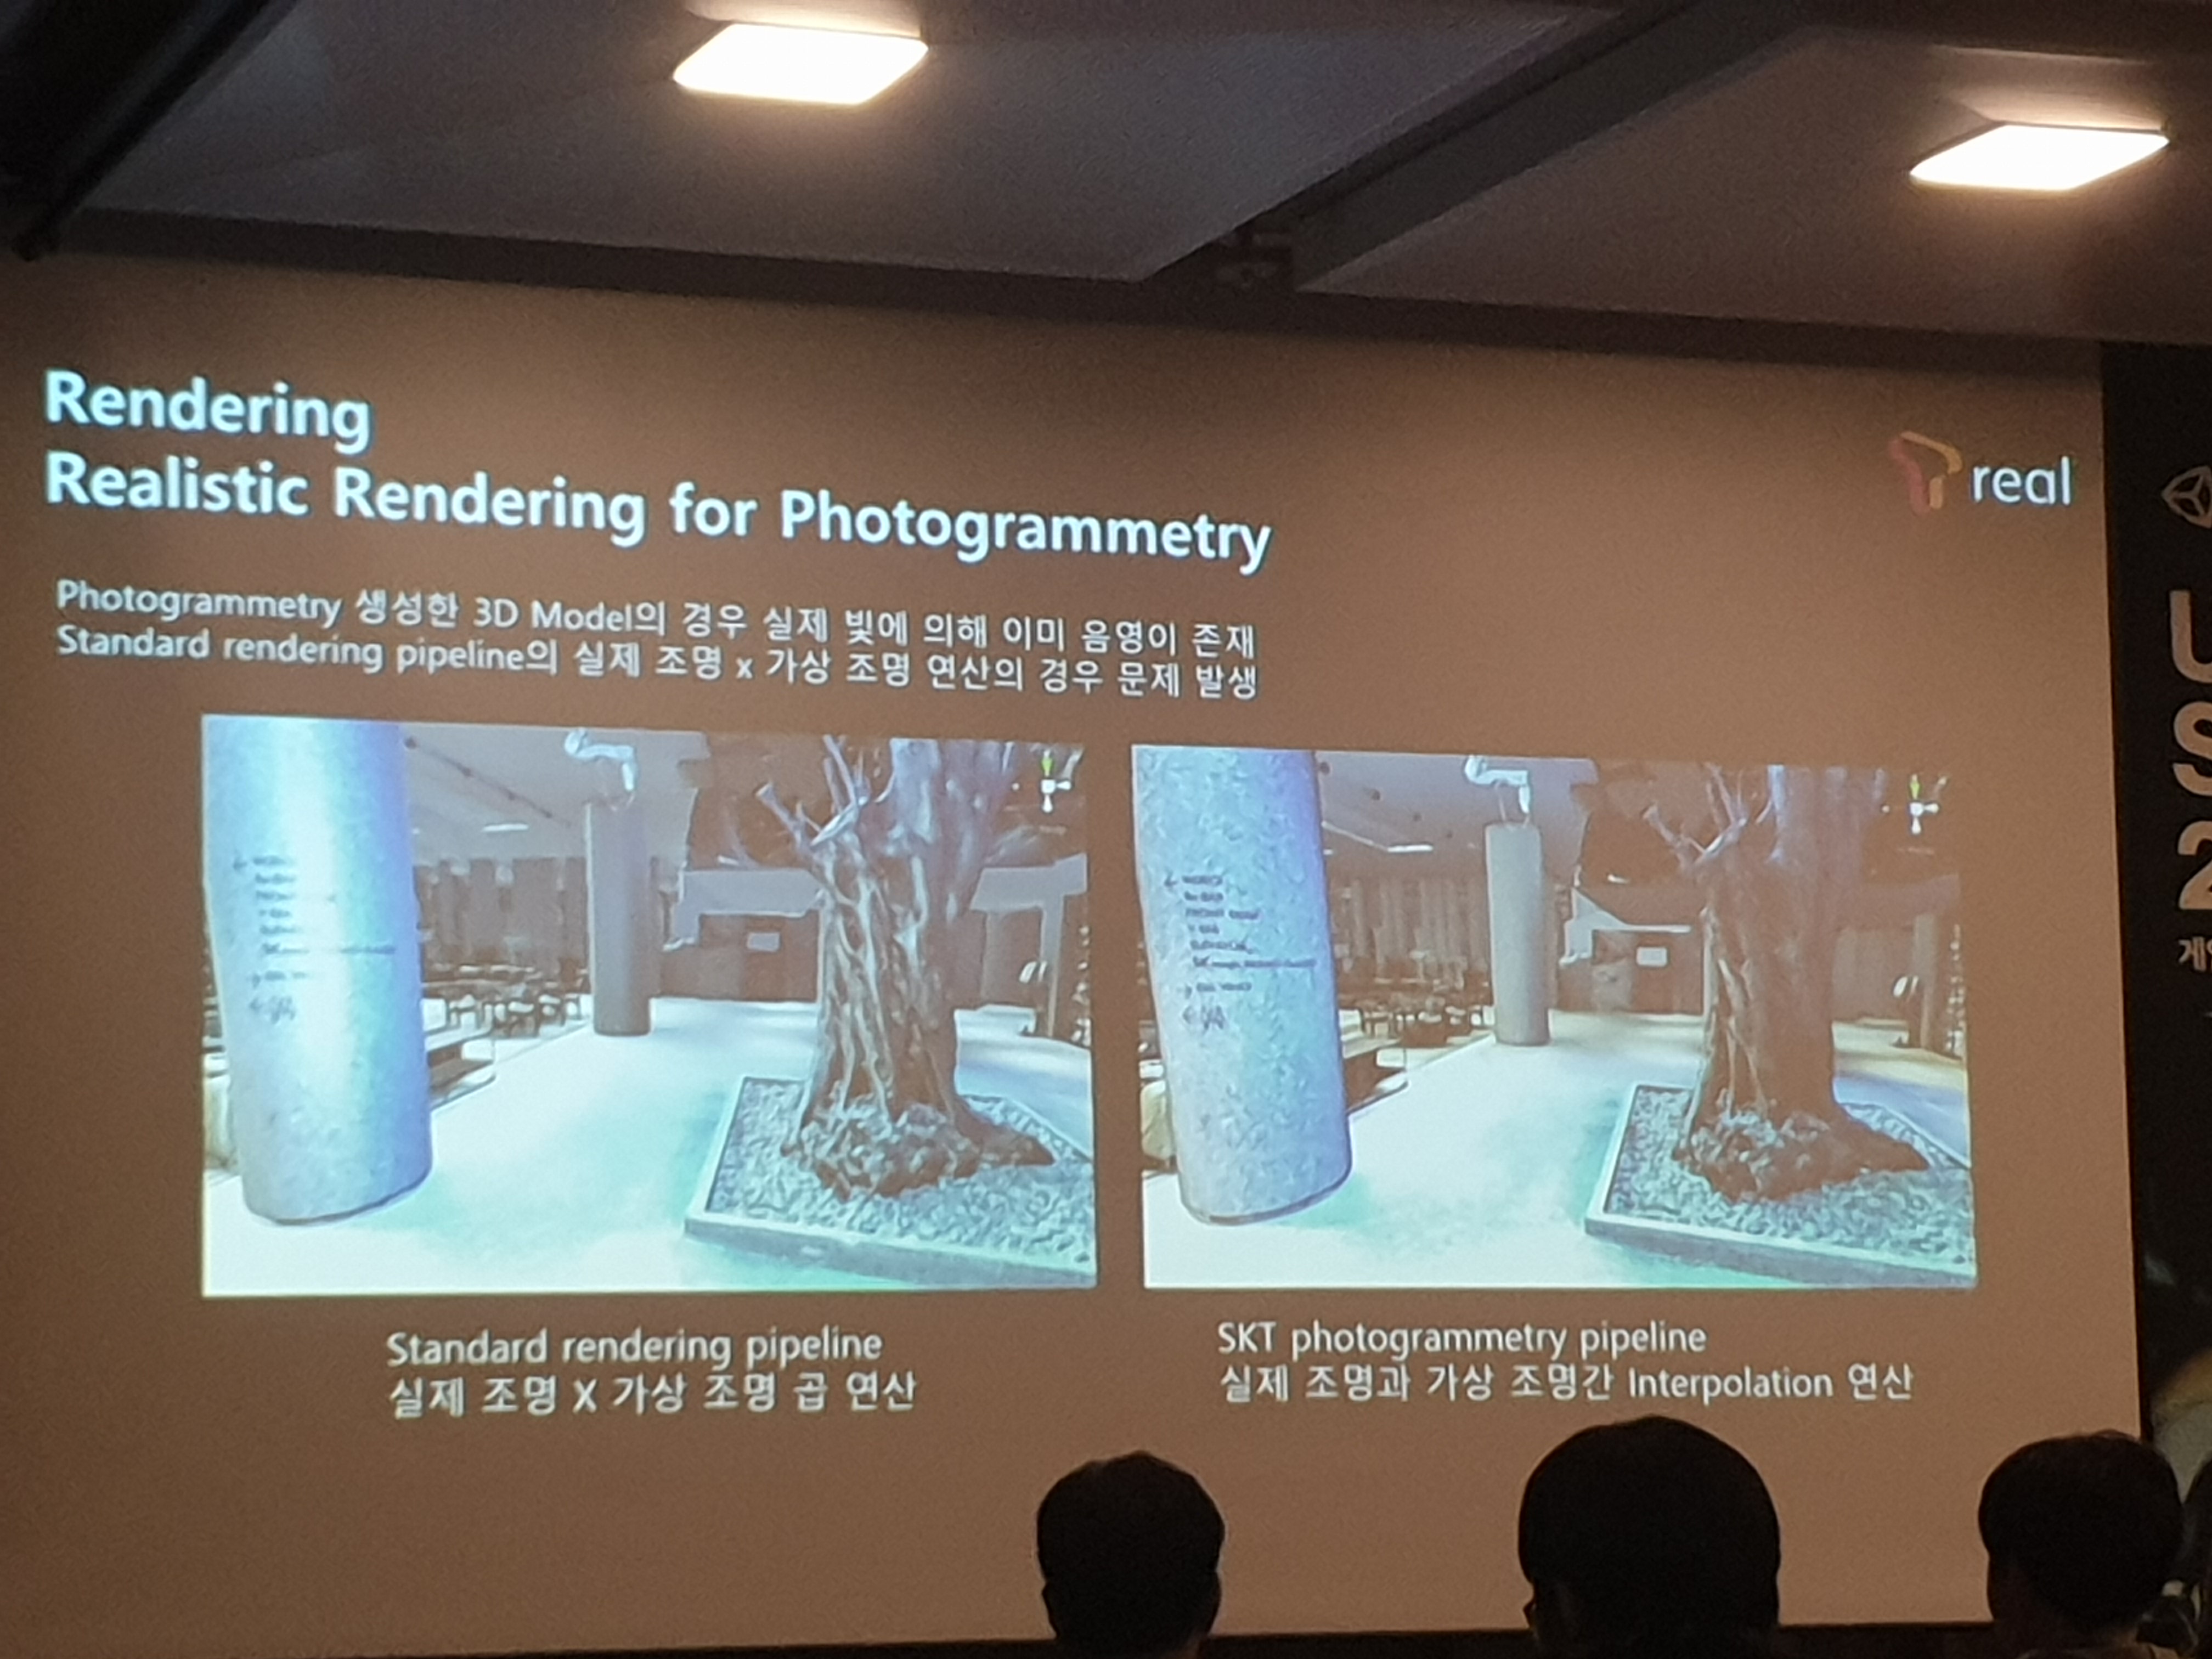 Rendering
Realistic Rendering for Photogrammetry
real
Photogrammetry 생성한 3D Model의 경우 실제 빛에 의해 이미 음영이 존재
Standard rendering pipeline의 실제 조명 x 가상 조명 연산의 경우 문제 발생
Standard rendering pipeline
실제 조명 X 가상 조명 곱 연산
SKT photogrammetry pipeline
실제 조명과 가상 조명간 Interpolation 연산
U
S
2